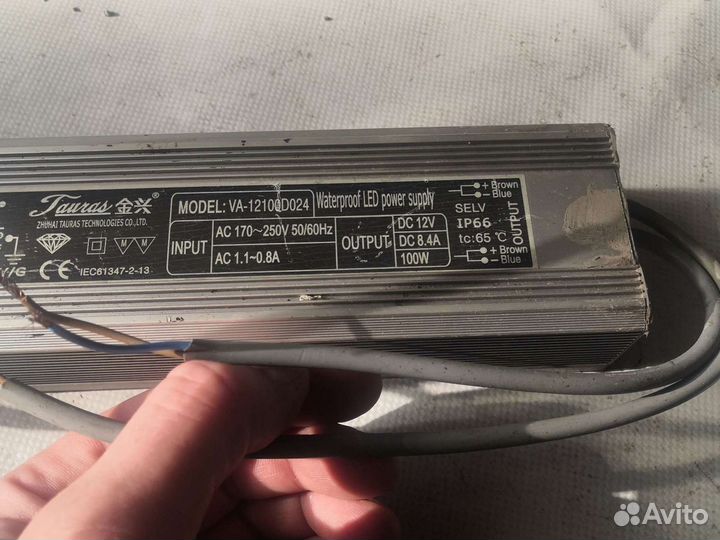 Tauras 金兴 ®
ZHUHAI TAURAS TECHNOLOGIES CO.,LTD.
IEC61347-2-13
Y/G
MODEL: VA-12100D024
Waterproof LED power supply
INPUT
AC 170~250V 50/60Hz
AC 1.1~0.8A
OUTPUT
DC 12V
DC 8.4A
100W
+ Brown
- Blue
SELV
IP66
tc:65℃
+ Brown
- Blue
OUTPUT
Avito